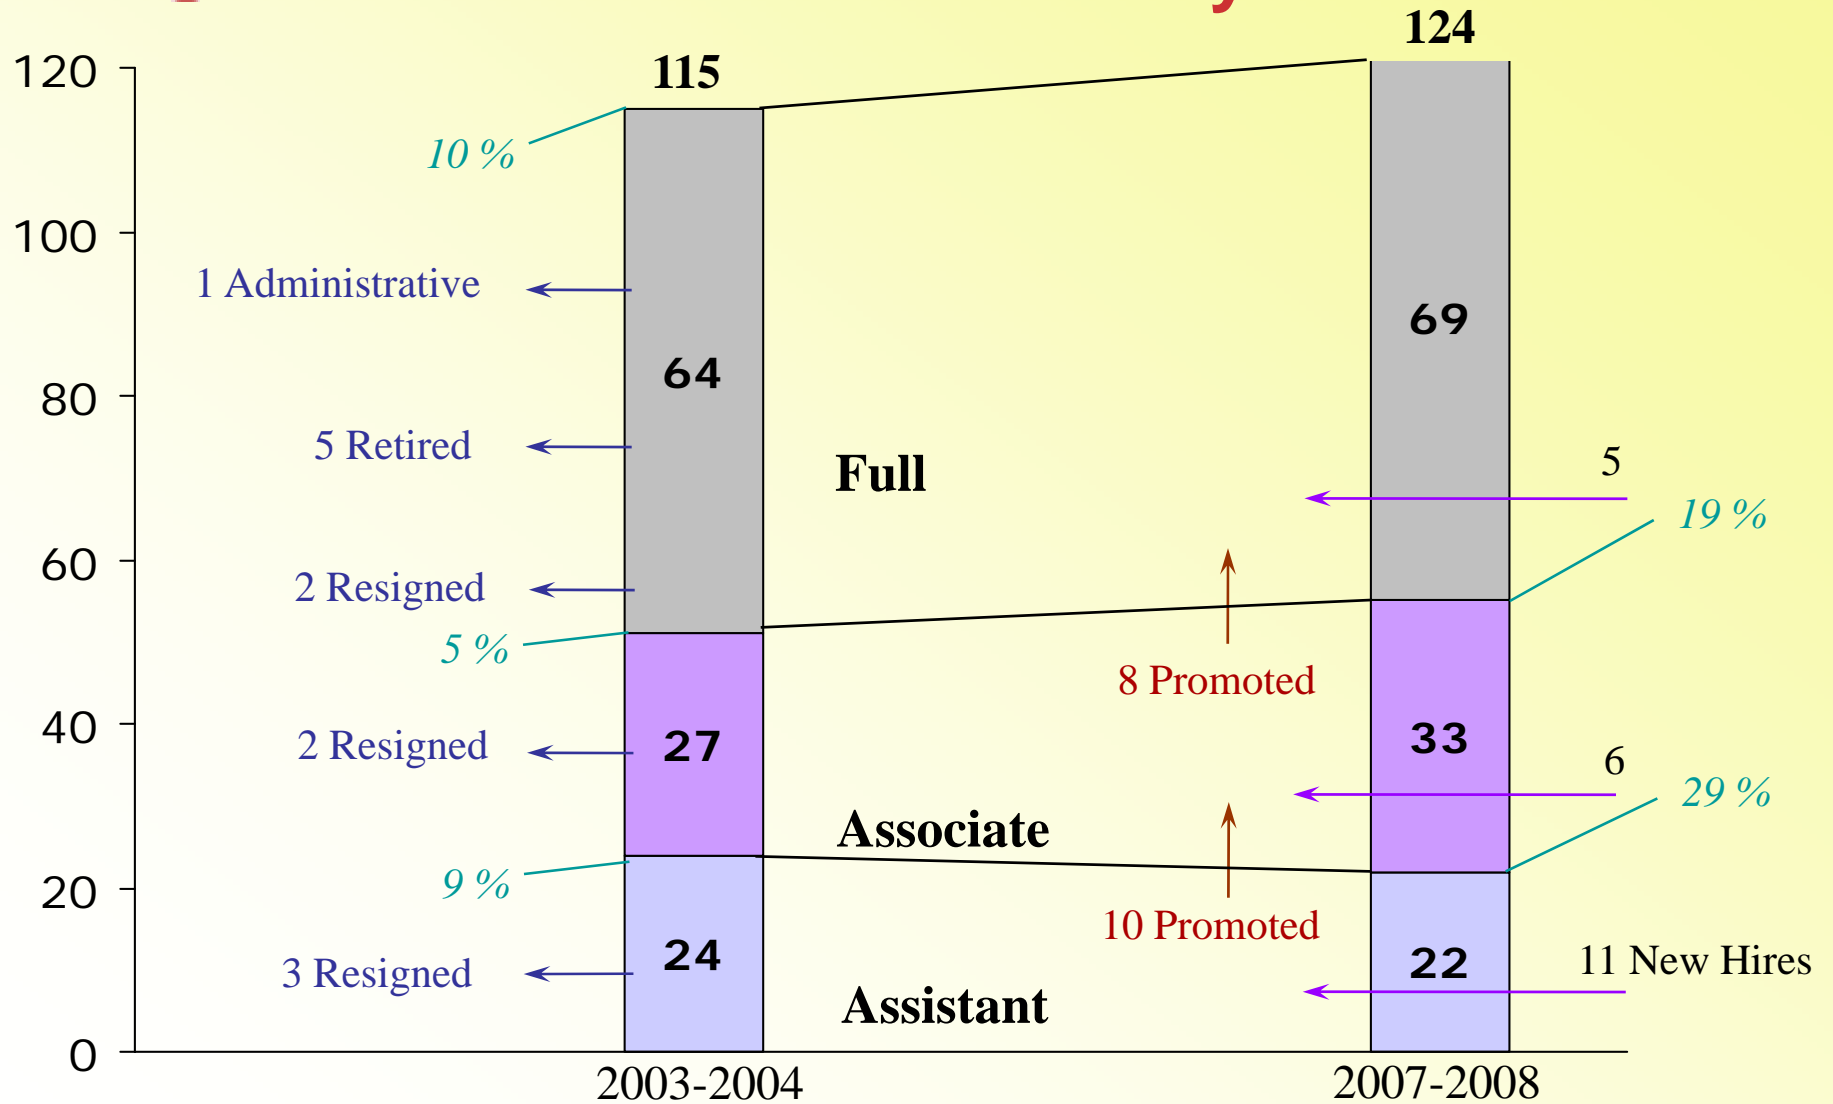 124
115
120
10 %
100
1 Administrative
69
64
80
5 Retired
Full
5
19 %
60
2 Resigned
5 %
8 Promoted
40
2 Resigned
27
33
6
29 %
Associate
20
9 %
10 Promoted
24
22
11 New Hires
3 Resigned
Assistant
0
2003-2004
2007-2008